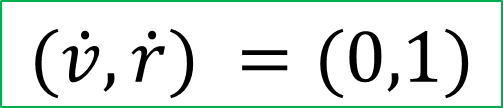 (v̇, ṙ) = (0,1)